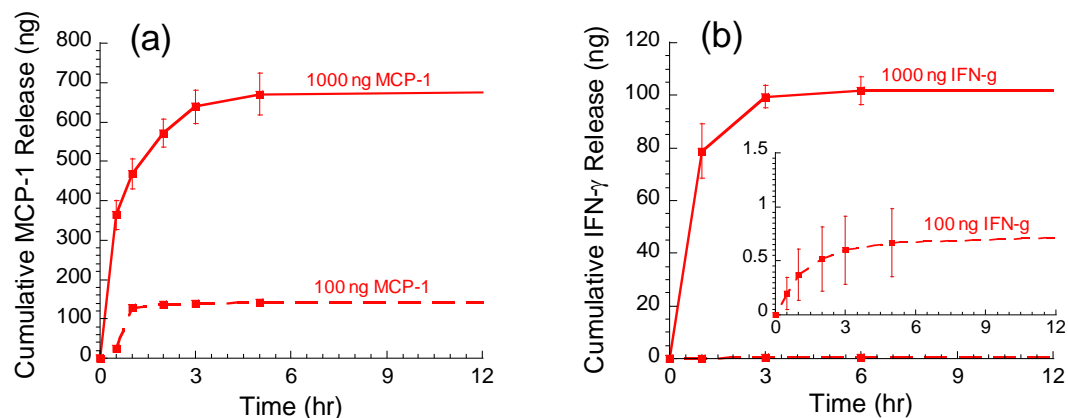 (a)
Cumulative MCP-1 Release (ng)
800
700
600
500
400
300
200
100
0
1000 ng MCP-1
100 ng MCP-1
0 3 6 9 12
Time (hr)
(b)
Cumulative IFN-γ Release (ng)
120
100
80
60
40
20
0
1000 ng IFN-g
1.5
1
0.5
0
100 ng IFN-g
0 3 6 9 12
0 3 6 9 12
Time (hr)